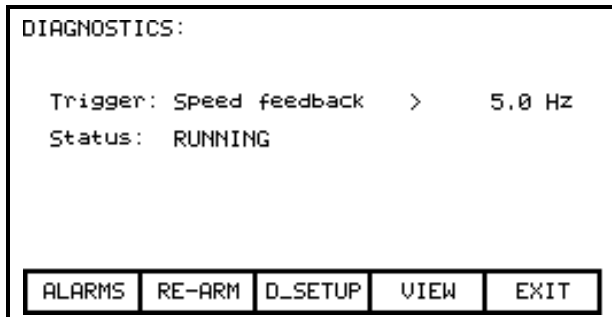 DIAGNOSTICS:
Trigger: Speed feedback > 5.0 Hz
Status: RUNNING
ALARMS RE-ARM D_SETUP VIEW EXIT